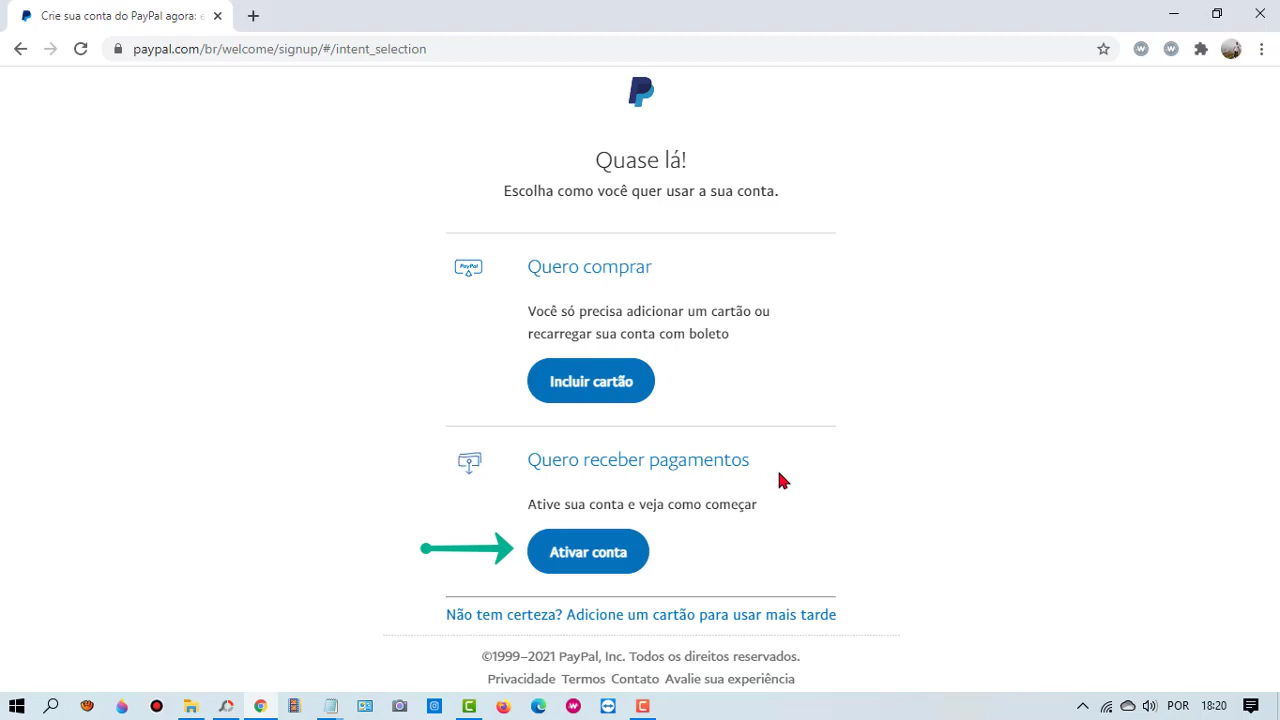 Crie sua conta do PayPal agora: é
paypal.com/br/welcome/signup/#/intent_selection
Quase lá!
Escolha como você quer usar a sua conta.
PayPal
Quero comprar
Você só precisa adicionar um cartão ou
recarregar sua conta com boleto
Incluir cartão
Quero receber pagamentos
Ative sua conta e veja como começar
Ativar conta
Não tem certeza? Adicione um cartão para usar mais tarde
©1999–2021 PayPal, Inc. Todos os direitos reservados.
Privacidade Termos Contato Avalie sua experiência
POR 18:20